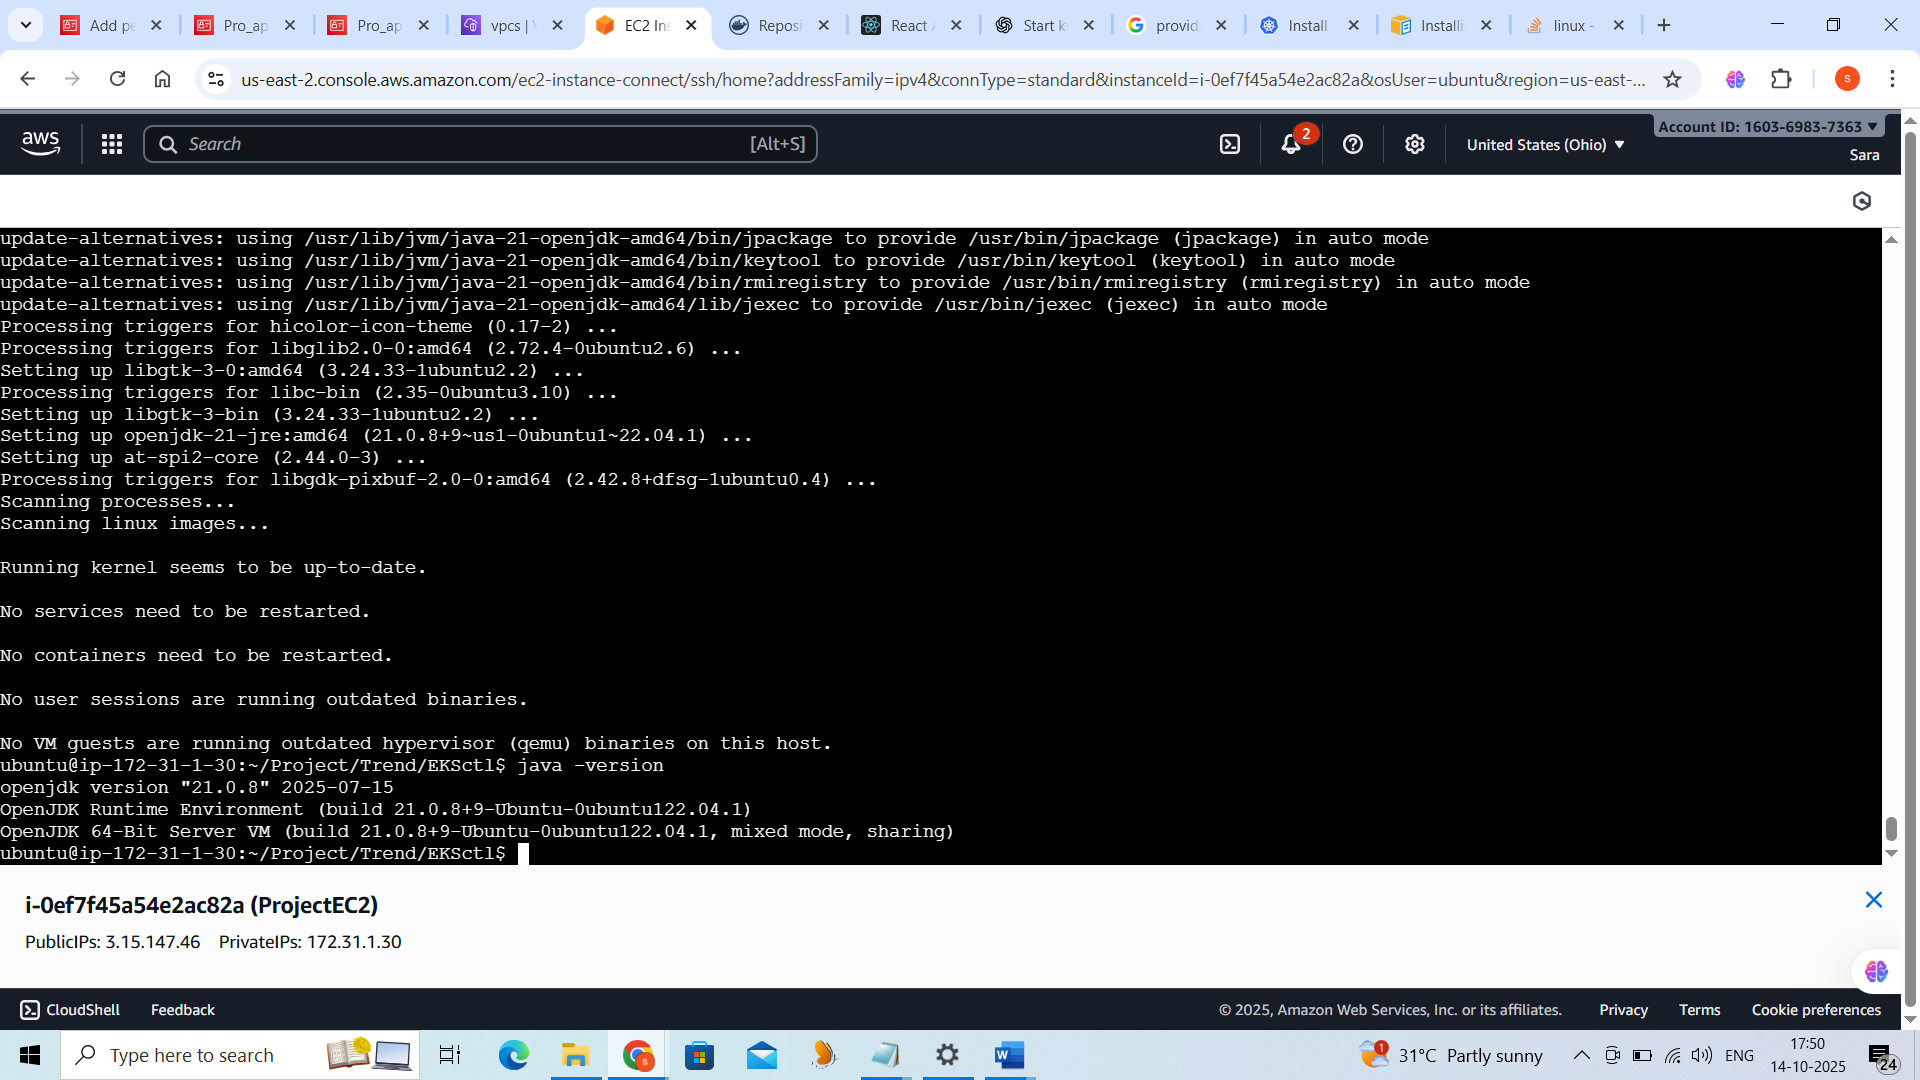 Add pe
Pro_ap
Pro_ap
vpcs | V
EC2 Ins
Reposi
React A
Start k
provid
Install
Installi
linux -
us-east-2.console.aws.amazon.com/ec2-instance-connect/ssh/home?addressFamily=ipv4&connType=standard&instanceId=i-0ef7f45a54e2ac82a&osUser=ubuntu&region=us-east-...
S
aws
Search
[Alt+S]
2
United States (Ohio)
Account ID: 1603-6983-7363
Sara
update-alternatives: using /usr/lib/jvm/java-21-openjdk-amd64/bin/jpackage to provide /usr/bin/jpackage (jpackage) in auto mode
update-alternatives: using /usr/lib/jvm/java-21-openjdk-amd64/bin/keytool to provide /usr/bin/keytool (keytool) in auto mode
update-alternatives: using /usr/lib/jvm/java-21-openjdk-amd64/bin/rmiregistry to provide /usr/bin/rmiregistry (rmiregistry) in auto mode
update-alternatives: using /usr/lib/jvm/java-21-openjdk-amd64/lib/jexec to provide /usr/bin/jexec (jexec) in auto mode
Processing triggers for hicolor-icon-theme (0.17-2) ...
Processing triggers for libglib2.0-0:amd64 (2.72.4-0ubuntu2.6) ...
Setting up libgtk-3-0:amd64 (3.24.33-1ubuntu2.2) ...
Processing triggers for libc-bin (2.35-0ubuntu3.10) ...
Setting up libgtk-3-bin (3.24.33-1ubuntu2.2) ...
Setting up openjdk-21-jre:amd64 (21.0.8+9~us1-0ubuntu1~22.04.1) ...
Setting up at-spi2-core (2.44.0-3) ...
Processing triggers for libgdk-pixbuf-2.0-0:amd64 (2.42.8+dfsg-1ubuntu0.4) ...
Scanning processes...
Scanning linux images...
Running kernel seems to be up-to-date.
No services need to be restarted.
No containers need to be restarted.
No user sessions are running outdated binaries.
No VM guests are running outdated hypervisor (qemu) binaries on this host.
ubuntu@ip-172-31-1-30:~/Project/Trend/EKSctl$ java -version
openjdk version "21.0.8" 2025-07-15
OpenJDK Runtime Environment (build 21.0.8+9-Ubuntu-0ubuntu122.04.1)
OpenJDK 64-Bit Server VM (build 21.0.8+9-Ubuntu-0ubuntu122.04.1, mixed mode, sharing)
ubuntu@ip-172-31-1-30:~/Project/Trend/EKSctl$
i-0ef7f45a54e2ac82a (ProjectEC2)
PublicIPs: 3.15.147.46 PrivateIPs: 172.31.1.30
CloudShell Feedback
© 2025, Amazon Web Services, Inc. or its affiliates. Privacy Terms Cookie preferences
Type here to search
1
31°C Partly sunny
ENG
17:50
14-10-2025
24